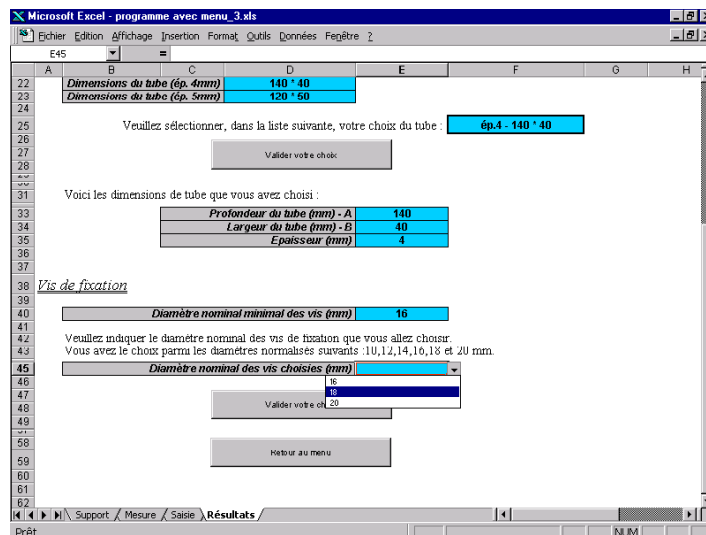 Microsoft Excel - programme avec menu_3.xls
Fichier Edition Affichage Insertion Format Outils Données Fenêtre ?
E45 =
A B C D E F G H
22 Dimensions du tube (ép. 4mm) 140 * 40
23 Dimensions du tube (ép. 5mm) 120 * 50
24
25 Veuillez sélectionner, dans la liste suivante, votre choix du tube : ép.4 - 140 * 40
26
27 Valider votre choix
28
31 Voici les dimensions de tube que vous avez choisi :
33 Profondeur du tube (mm) - A 140
34 Largeur du tube (mm) - B 40
35 Epaisseur (mm) 4
36
37
38 Vis de fixation
39
40 Diamètre nominal minimal des vis (mm) 16
41
42 Veuillez indiquer le diamètre nominal des vis de fixation que vous allez choisir.
43 Vous avez le choix parmi les diamètres normalisés suivants :10,12,14,16,18 et 20 mm.
45 Diamètre nominal des vis choisies (mm)
46 16
47 18
48 Valider votre ch 20
49
58 Retour au menu
59
60
61
62
Support Mesure Saisie Résultats
Prêt NUM